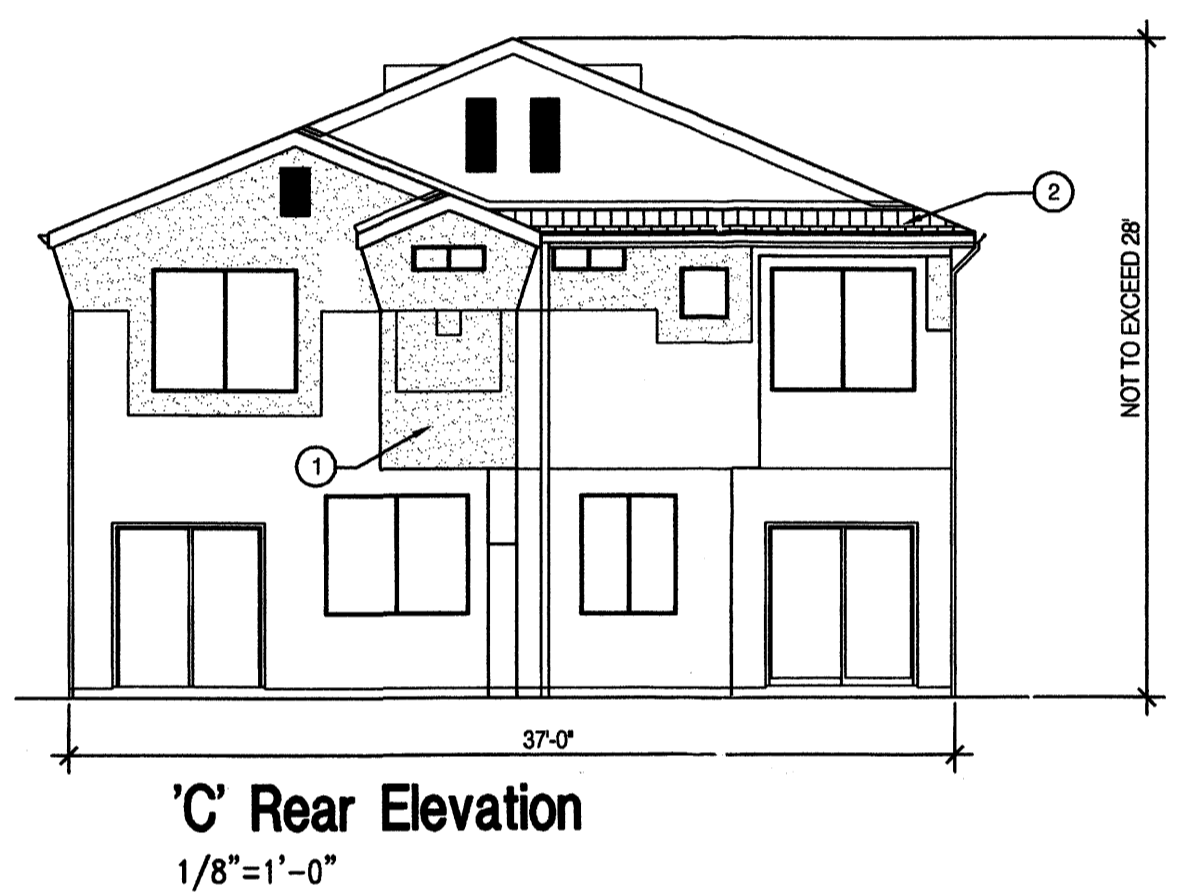 2
NOT TO EXCEED 28'
1
37'-0"
'C' Rear Elevation
1/8"=1'-0"